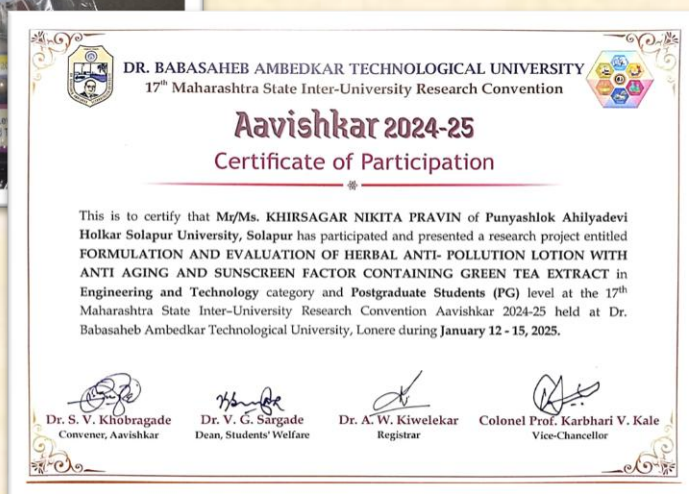 DR. BABASAHEB AMBEDKAR TECHNOLOGICAL UNIVERSITY
17th Maharashtra State Inter-University Research Convention
Aavishkar 2024-25
Certificate of Participation
This is to certify that Mr/Ms. KHIRSAGAR NIKITA PRAVIN of Punyashlok Ahilyadevi
Holkar Solapur University, Solapur has participated and presented a research project entitled
FORMULATION AND EVALUATION OF HERBAL ANTI- POLLUTION LOTION WITH
ANTI AGING AND SUNSCREEN FACTOR CONTAINING GREEN TEA EXTRACT in
Engineering and Technology category and Postgraduate Students (PG) level at the 17th
Maharashtra State Inter-University Research Convention Aavishkar 2024-25 held at Dr.
Babasaheb Ambedkar Technological University, Lonere during January 12 - 15, 2025.
Dr. S. V. Khobragade
Convener, Aavishkar
Dr. V. G. Sargade
Dean, Students' Welfare
Dr. A. W. Kiwelekar
Registrar
Colonel Prof. Karbhari V. Kale
Vice-Chancellor